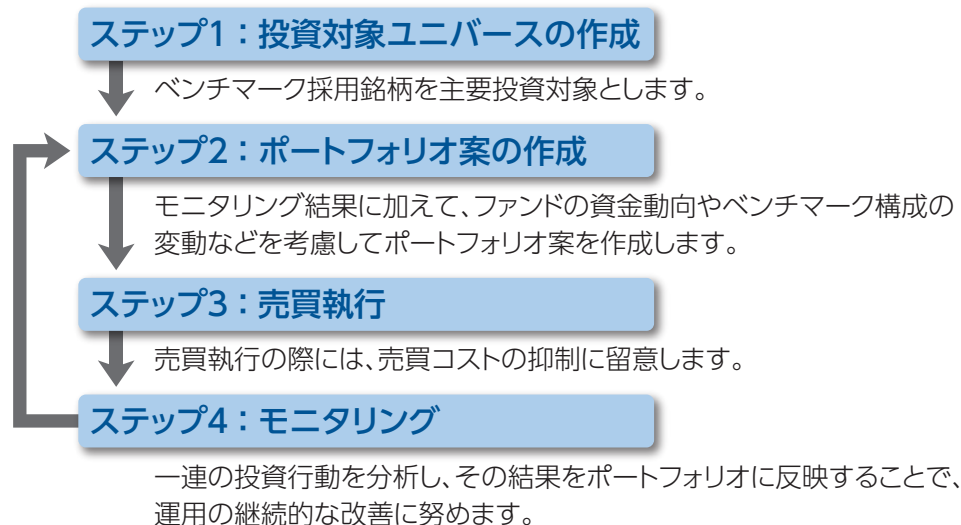 ステップ1：投資対象ユニバースの作成
ベンチマーク採用銘柄を主要投資対象とします。
ステップ2：ポートフォリオ案の作成
モニタリング結果に加えて、ファンドの資金動向やベンチマーク構成の
変動などを考慮してポートフォリオ案を作成します。
ステップ3：売買執行
売買執行の際には、売買コストの抑制に留意します。
ステップ4：モニタリング
一連の投資行動を分析し、その結果をポートフォリオに反映することで、
運用の継続的な改善に努めます。